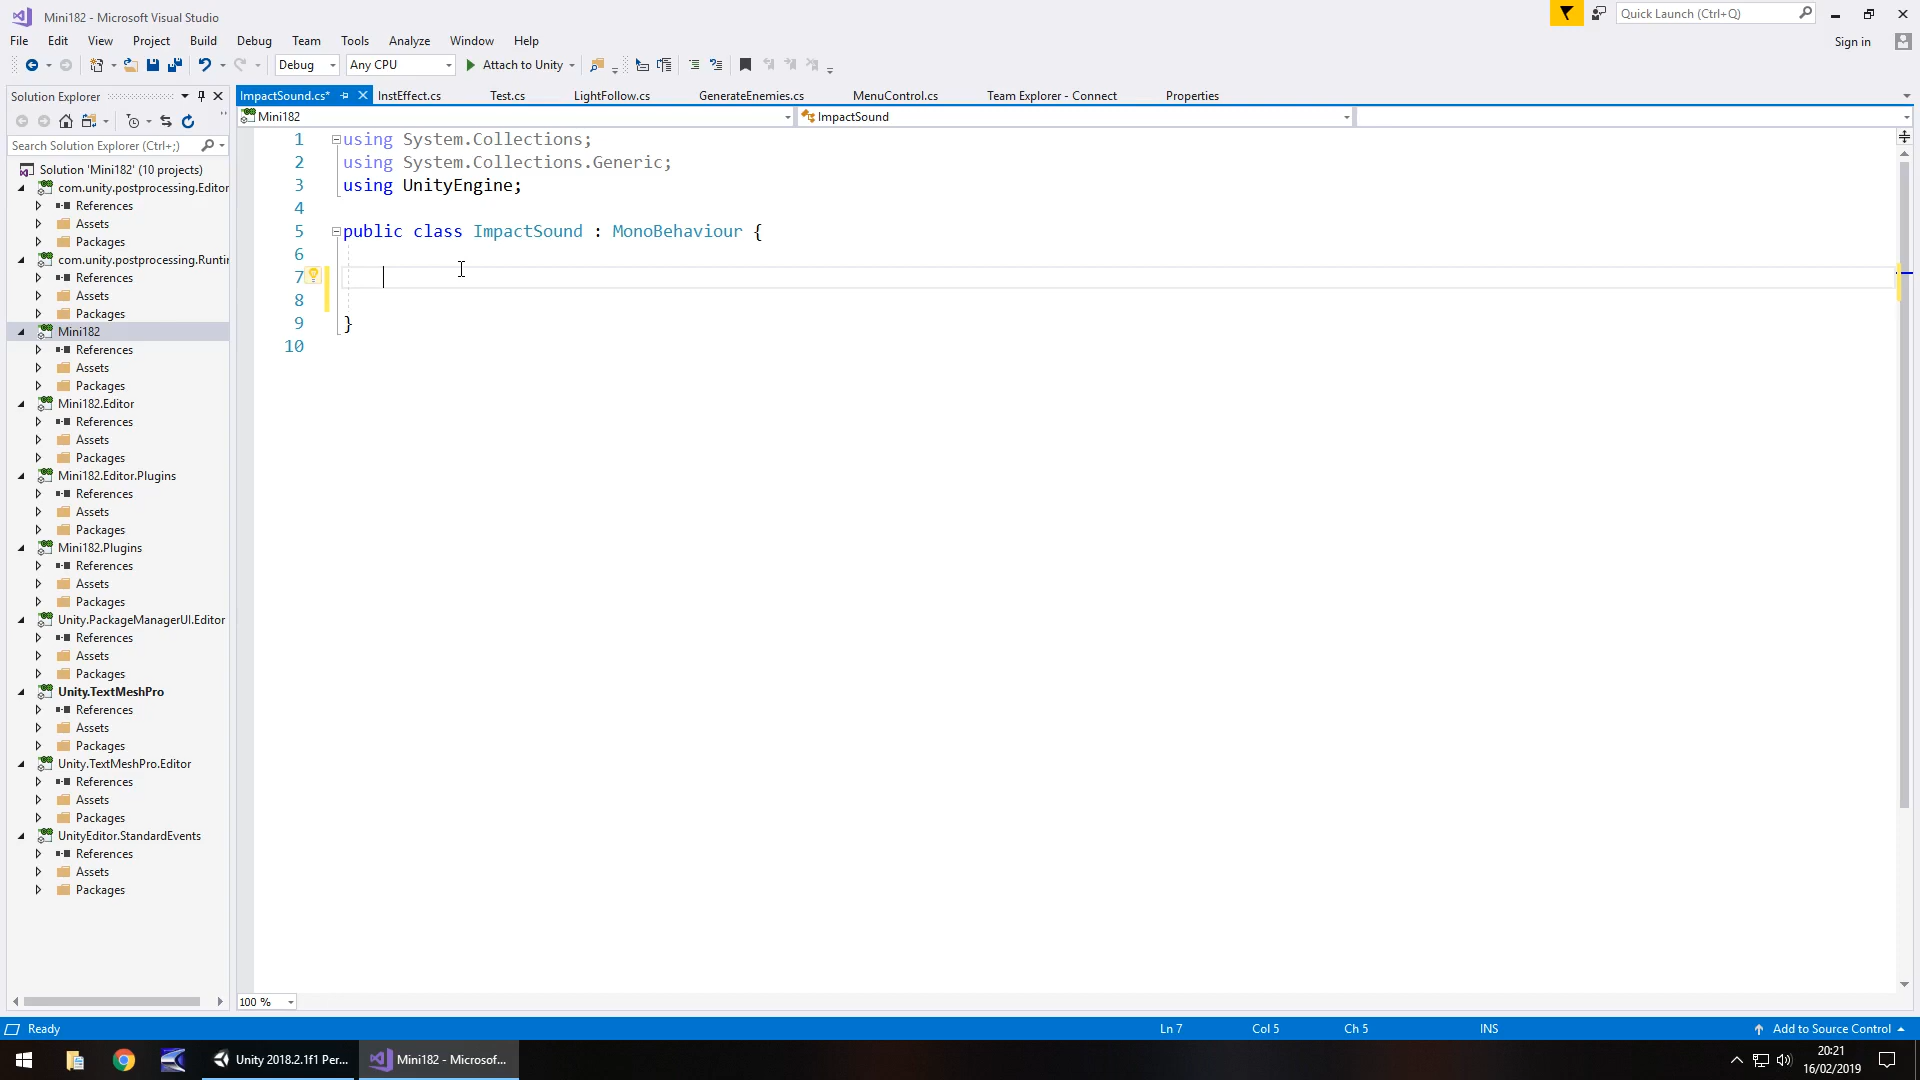 Mini182 - Microsoft Visual Studio
Quick Launch (Ctrl+Q)
File Edit View Project Build Debug Team Tools Analyze Window Help
Sign in
Debug Any CPU Attach to Unity
Solution Explorer
ImpactSound.cs* InstEffect.cs Test.cs LightFollow.cs GenerateEnemies.cs MenuControl.cs Team Explorer - Connect Properties
Mini182 ImpactSound
Search Solution Explorer (Ctrl+;)
Solution 'Mini182' (10 projects)
com.unity.postprocessing.Editor
References
Assets
Packages
com.unity.postprocessing.Runtir
References
Assets
Packages
Mini182
References
Assets
Packages
Mini182.Editor
References
Assets
Packages
Mini182.Editor.Plugins
References
Assets
Packages
Mini182.Plugins
References
Assets
Packages
Unity.PackageManagerUI.Editor
References
Assets
Packages
Unity.TextMeshPro
References
Assets
Packages
Unity.TextMeshPro.Editor
References
Assets
Packages
UnityEditor.StandardEvents
References
Assets
Packages
1 using System.Collections;
2 using System.Collections.Generic;
3 using UnityEngine;
4
5 public class ImpactSound : MonoBehaviour {
6
7
8
9 }
10
100 %
Ready Ln 7 Col 5 Ch 5 INS Add to Source Control
Unity 2018.2.1f1 Per... Mini182 - Microsof...
20:21
16/02/2019